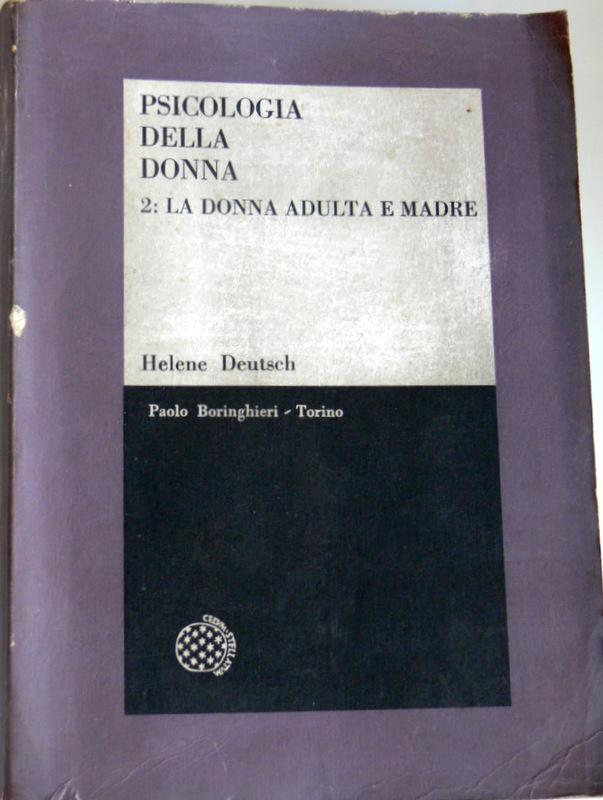 PSICOLOGIA
DELLA
DONNA
2: LA DONNA ADULTA E MADRE
Helene Deutsch
Paolo Boringhieri - Torino